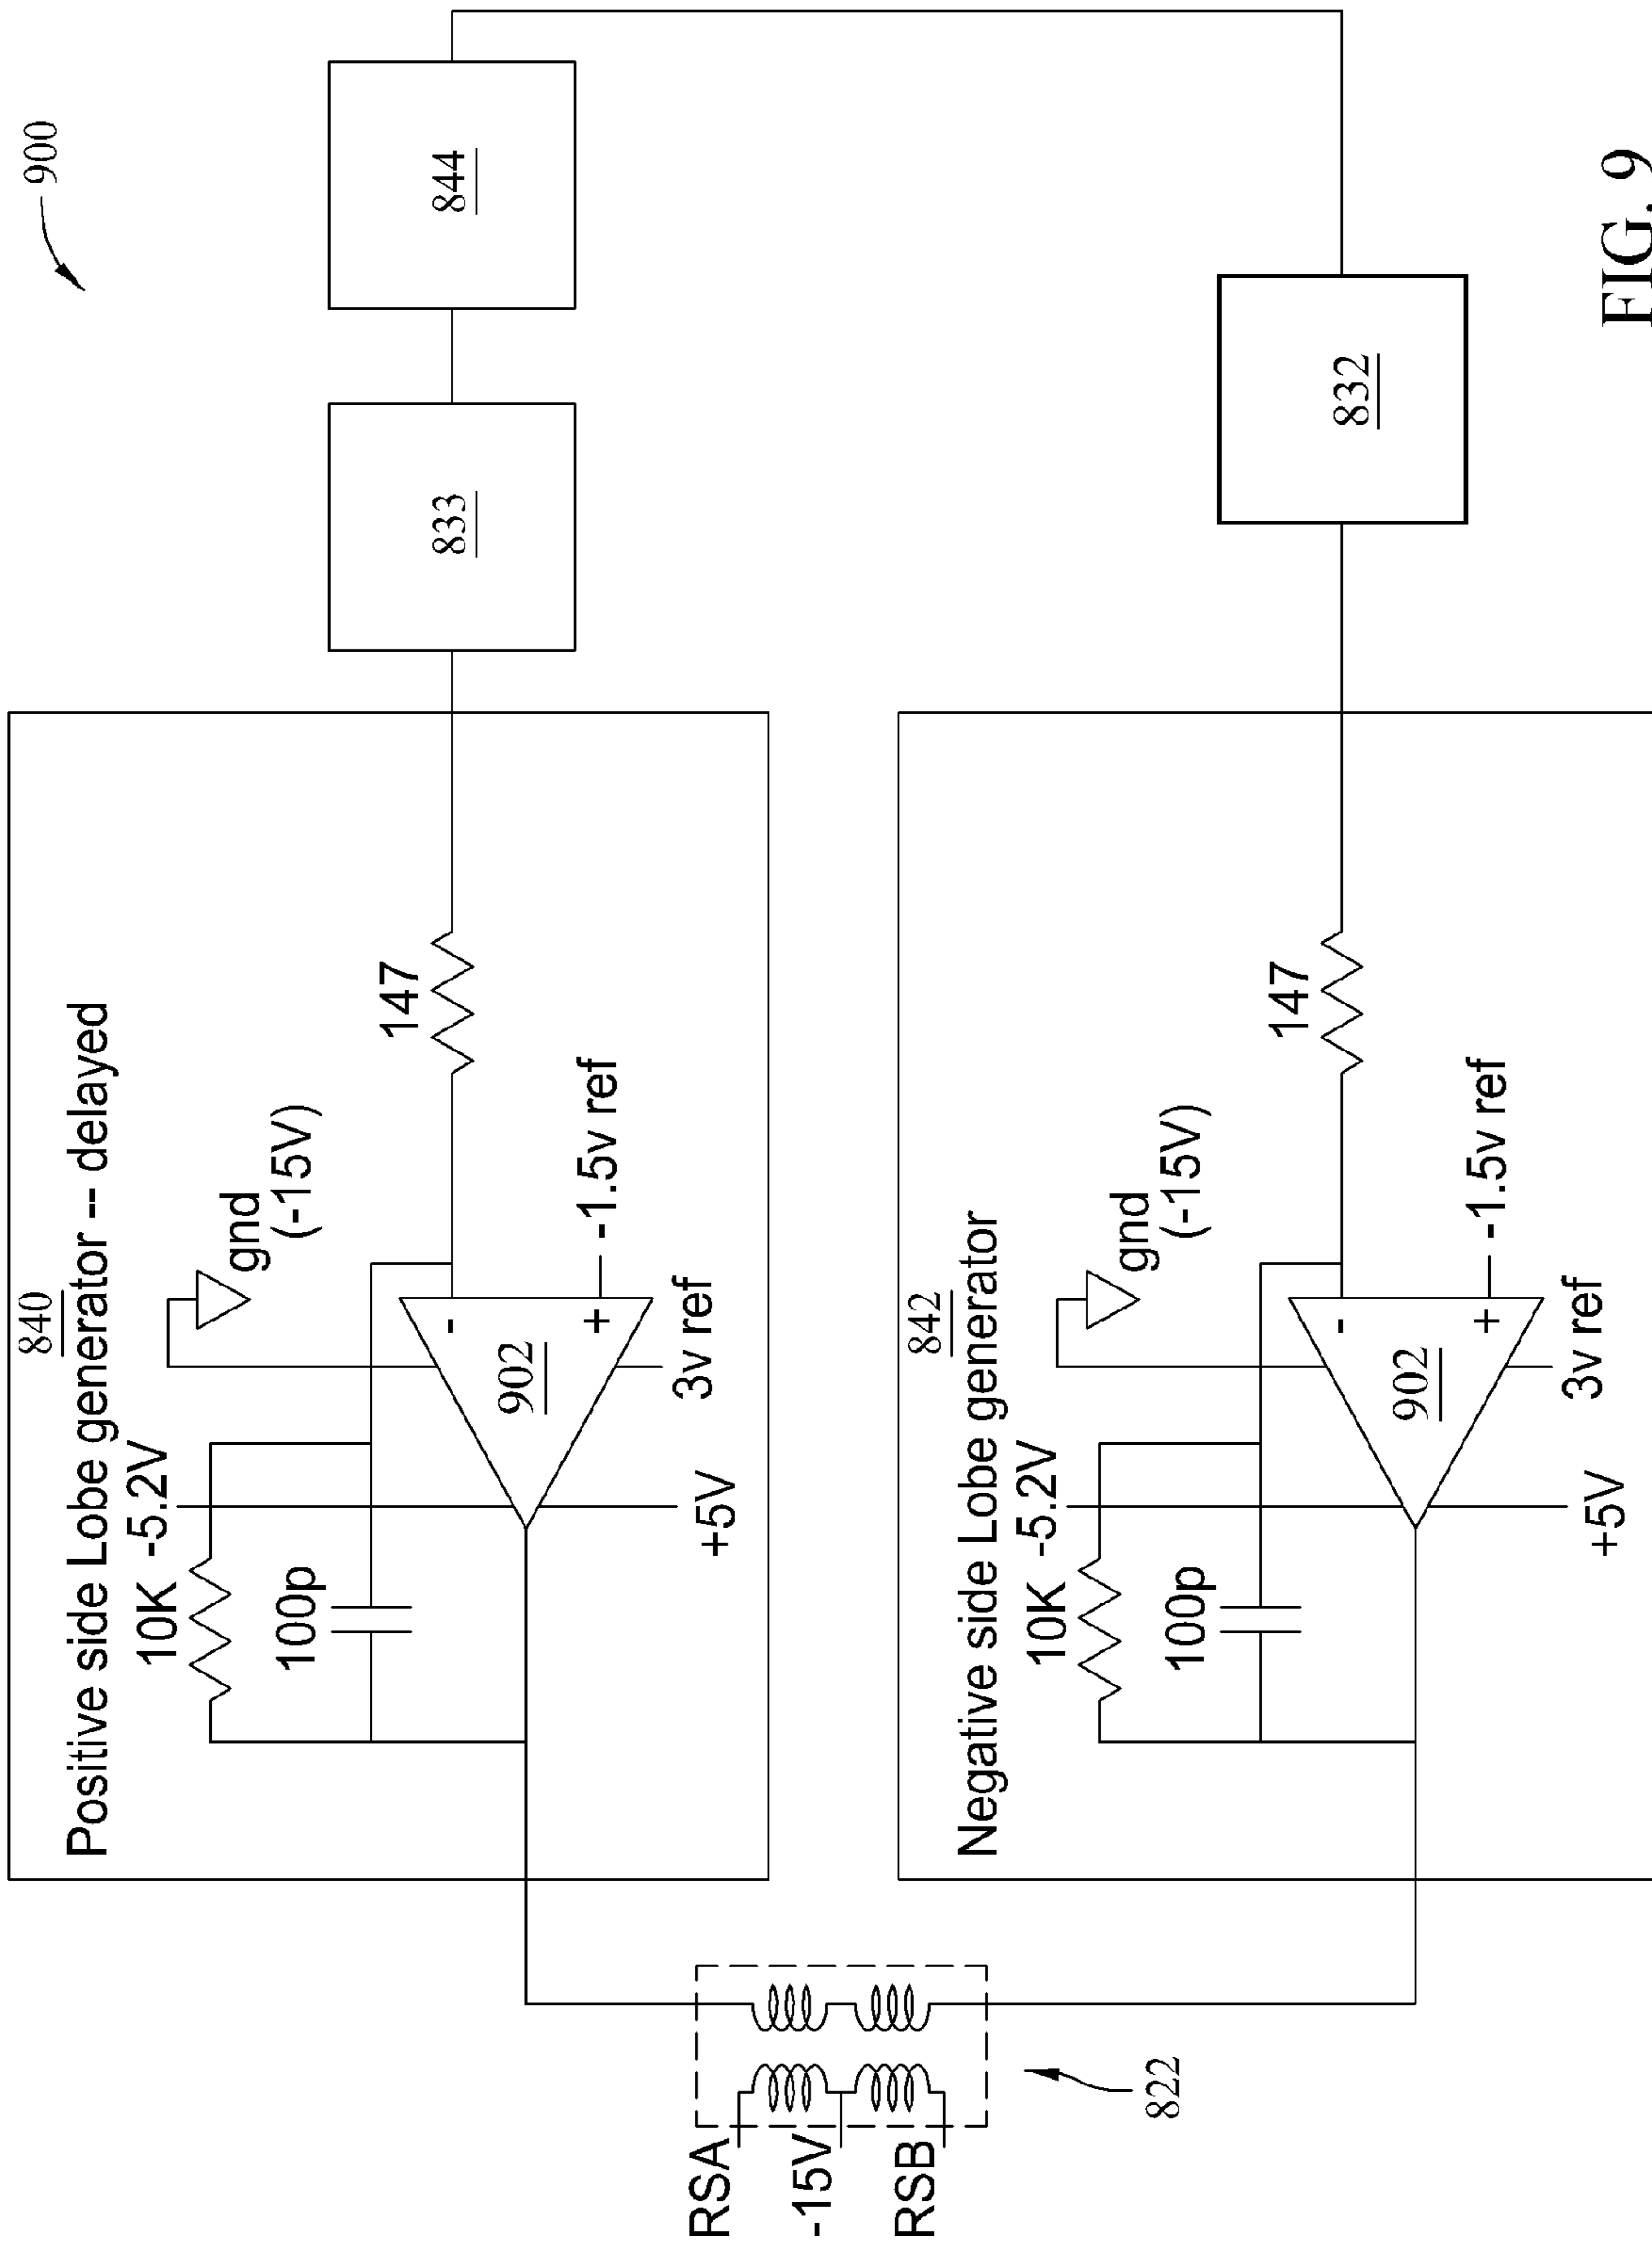 900
840
Positive side Lobe generator -- delayed
10K
-5.2V
gnd
(-15V)
100p
147
902
-
+
-1.5v ref
3v ref
+5V
833
844
RSA
-15V
RSB
822
842
Negative side Lobe generator
10K
-5.2V
gnd
(-15V)
100p
147
902
-
+
-1.5v ref
3v ref
+5V
832
FIG. 9